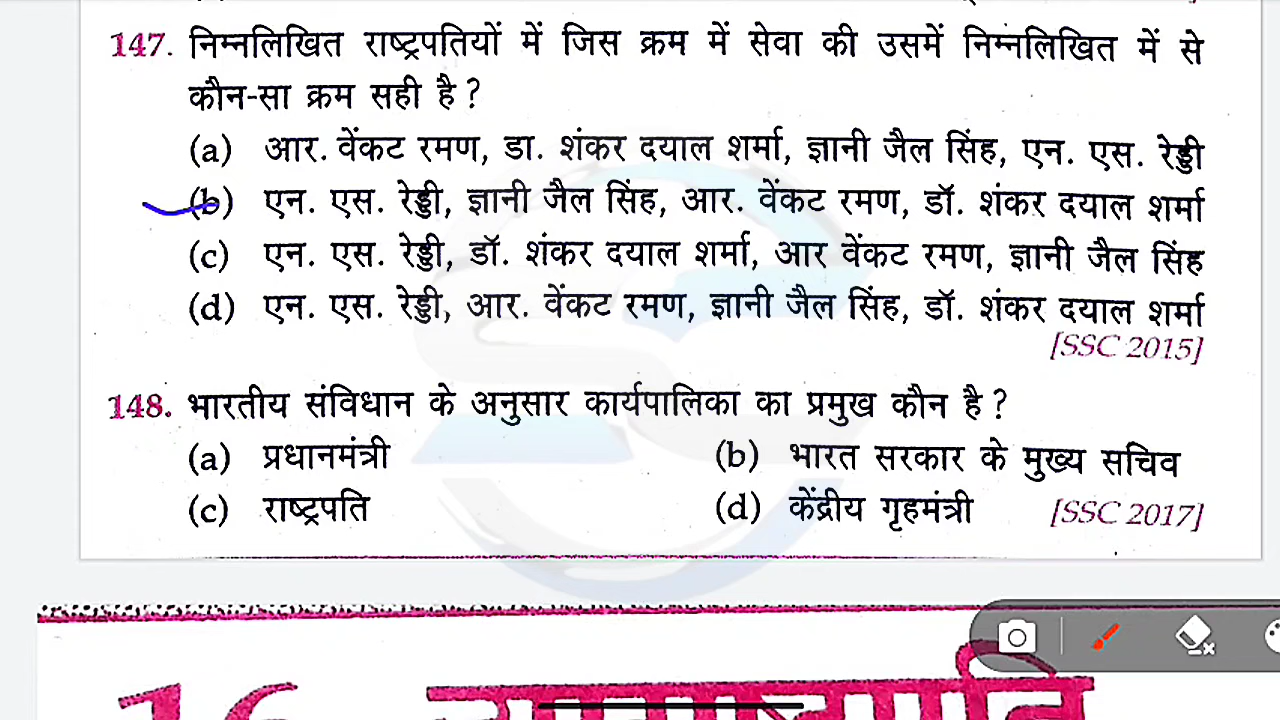 147. निम्नलिखित राष्ट्रपतियों में जिस क्रम में सेवा की उसमें निम्नलिखित में से
कौन-सा क्रम सही है ?
(a) आर. वेंकट रमण, डा. शंकर दयाल शर्मा, ज्ञानी जैल सिंह, एन. एस. रेड्डी
(b) एन. एस. रेड्डी, ज्ञानी जैल सिंह, आर. वेंकट रमण, डॉ. शंकर दयाल शर्मा
(c) एन. एस. रेड्डी, डॉ. शंकर दयाल शर्मा, आर वेंकट रमण, ज्ञानी जैल सिंह
(d) एन. एस. रेड्डी, आर. वेंकट रमण, ज्ञानी जैल सिंह, डॉ. शंकर दयाल शर्मा
[SSC 2015]
148. भारतीय संविधान के अनुसार कार्यपालिका का प्रमुख कौन है ?
(a) प्रधानमंत्री (b) भारत सरकार के मुख्य सचिव
(c) राष्ट्रपति (d) केंद्रीय गृहमंत्री [SSC 2017]